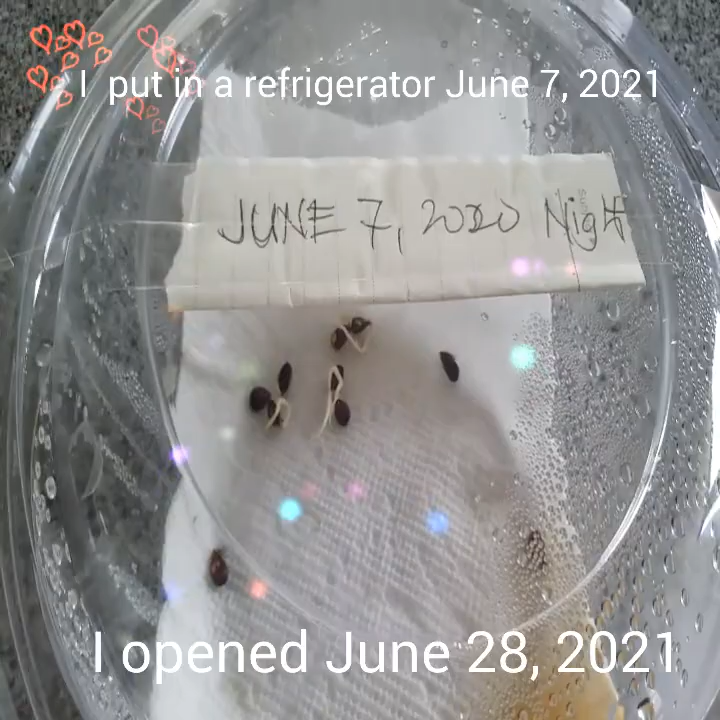 I put in a refrigerator June 7, 2021
JUNE 7, 2020 Night
I opened June 28, 2021